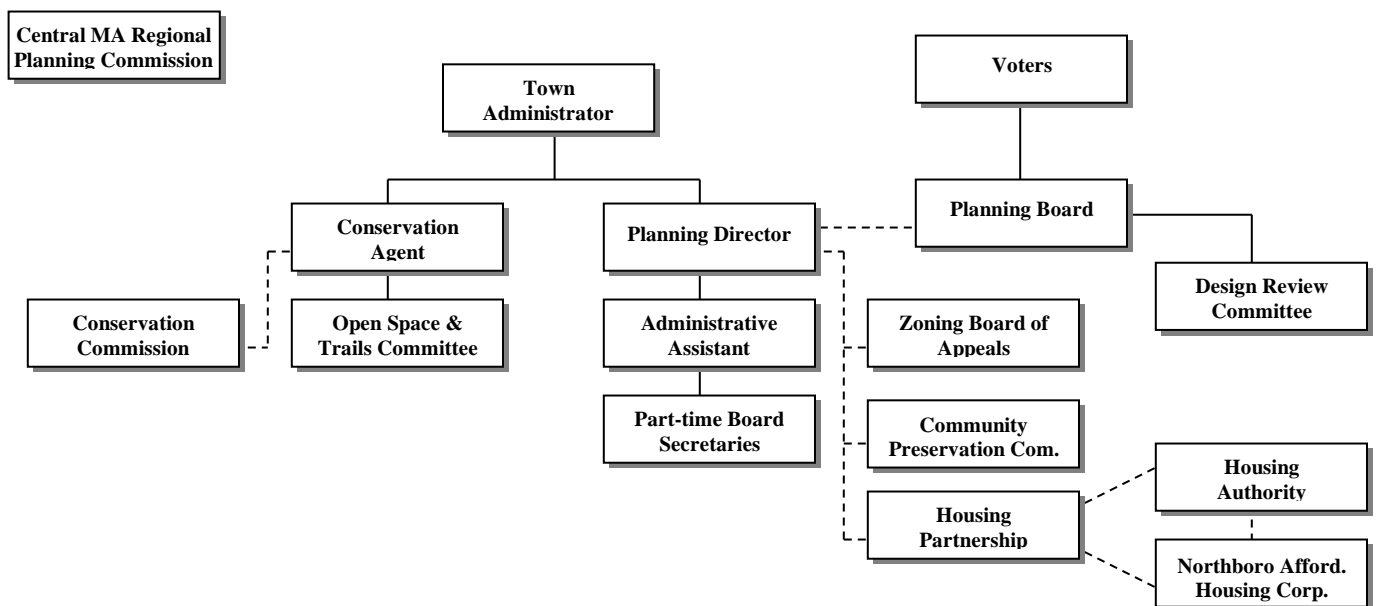 Central MA Regional
Planning Commission
Voters
Town
Administrator
Conservation
Agent
Planning Director
Planning Board
Conservation
Commission
Open Space &
Trails Committee
Administrative
Assistant
Zoning Board of
Appeals
Design Review
Committee
Part-time Board
Secretaries
Community
Preservation Com.
Housing
Authority
Housing
Partnership
Northboro Afford.
Housing Corp.